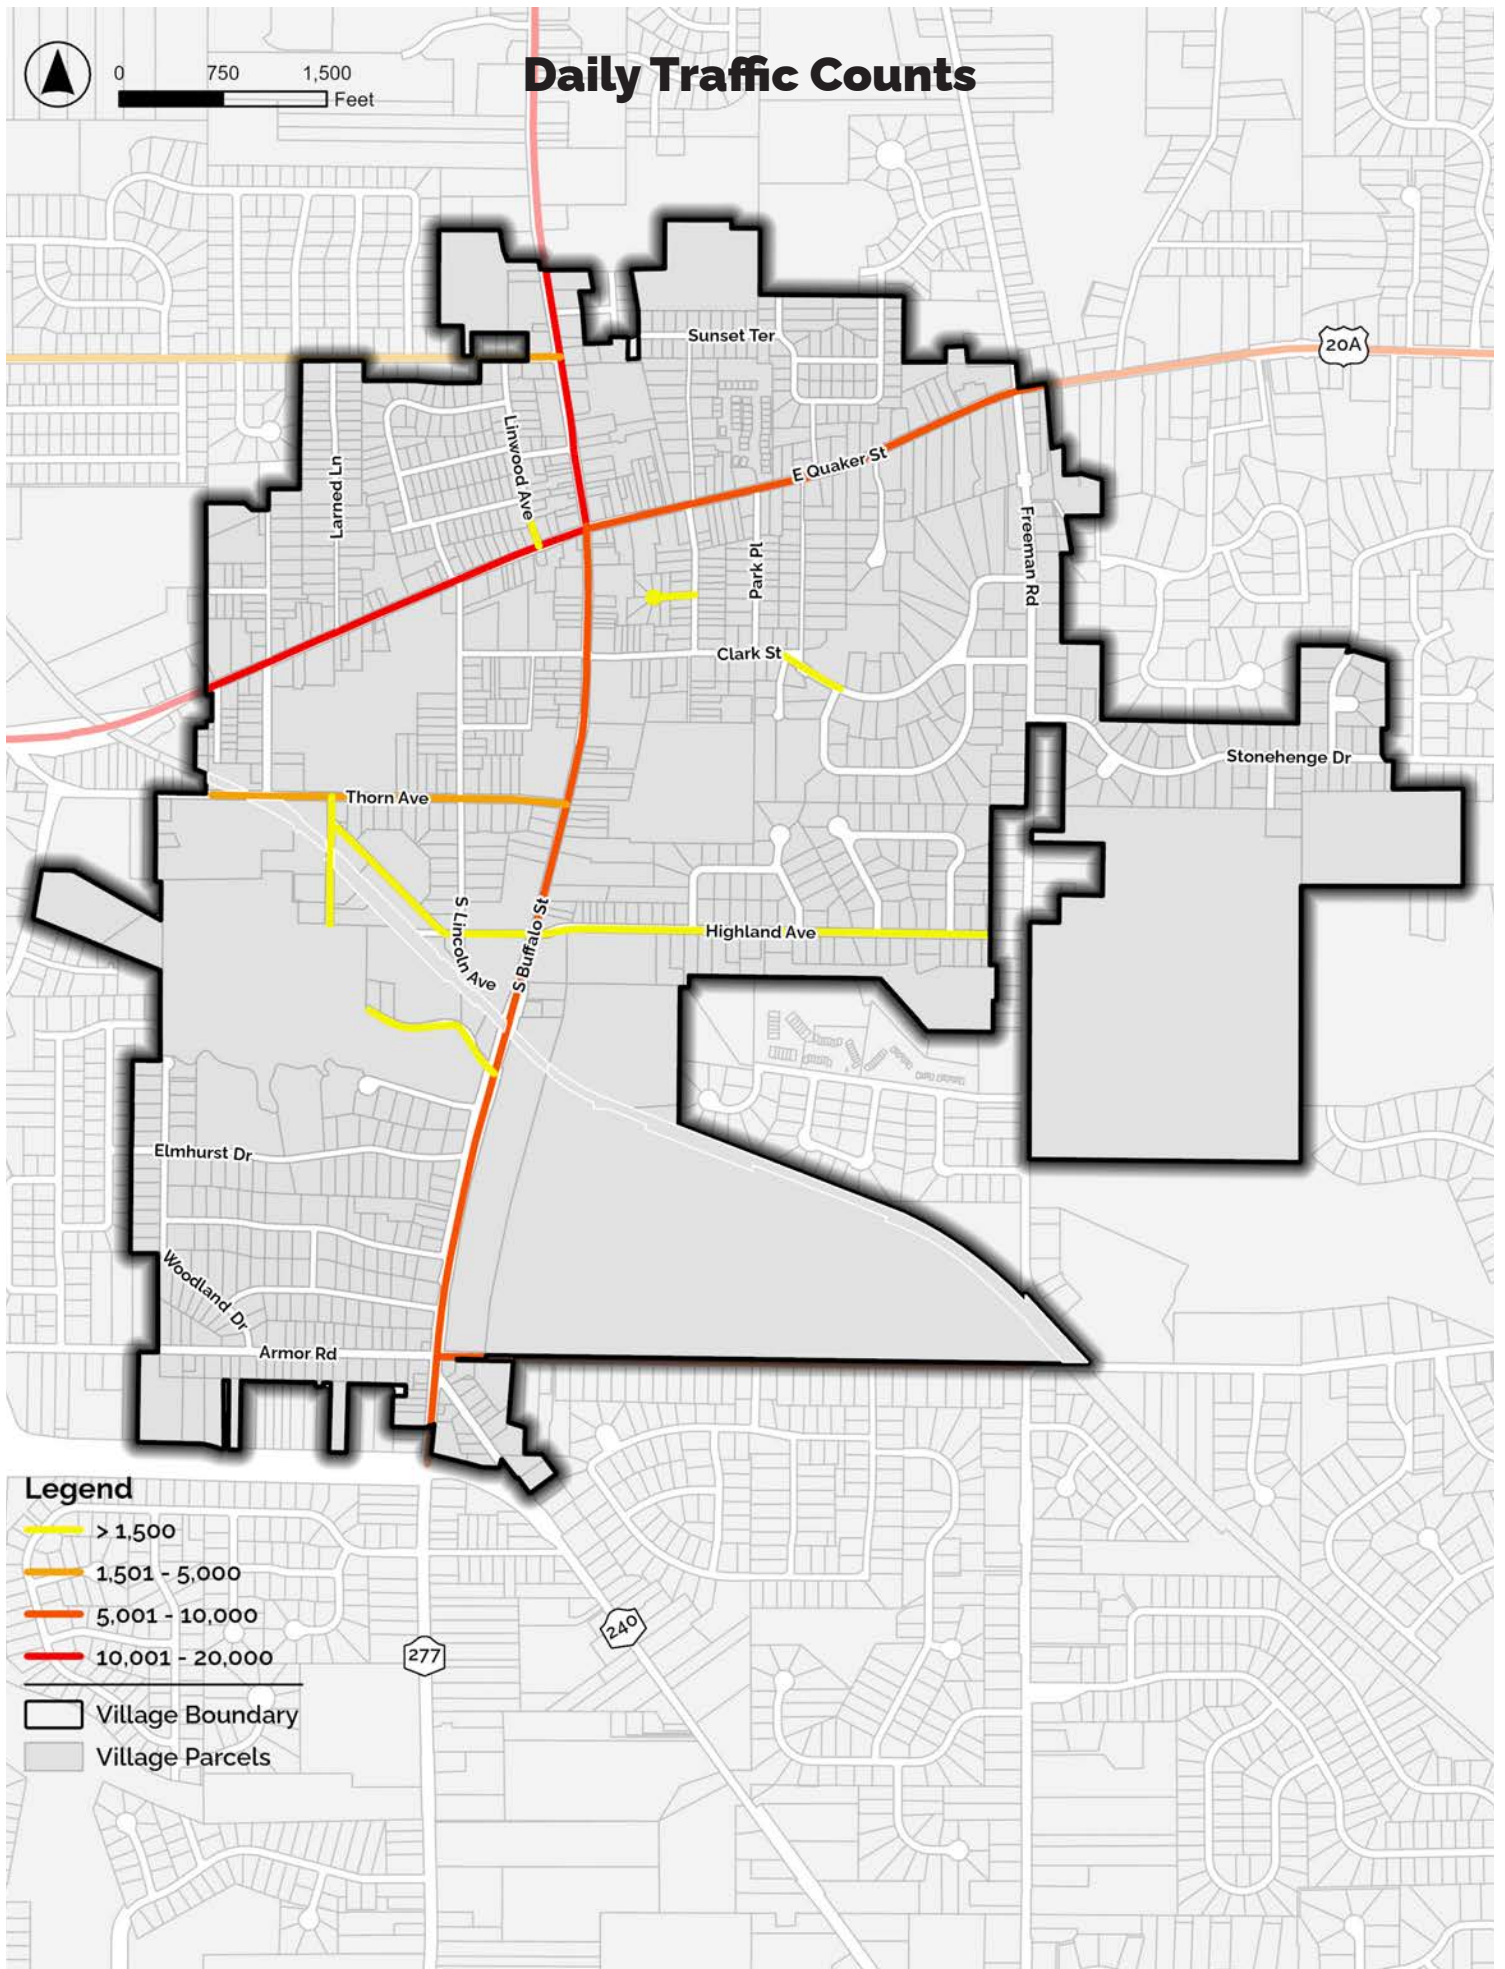 Daily Traffic Counts
0 750 1,500
Feet
Sunset Ter
20A
Linwood Ave
Larned Ln
E Quaker St
Freeman Rd
Park Pl
Clark St
Stonehenge Dr
Thorn Ave
S Lincoln Ave
S Buffalo St
Highland Ave
Elmhurst Dr
Woodland Dr
Armor Rd
Legend
> 1,500
1,501 - 5,000
5,001 - 10,000
10,001 - 20,000
Village Boundary
Village Parcels
240
277